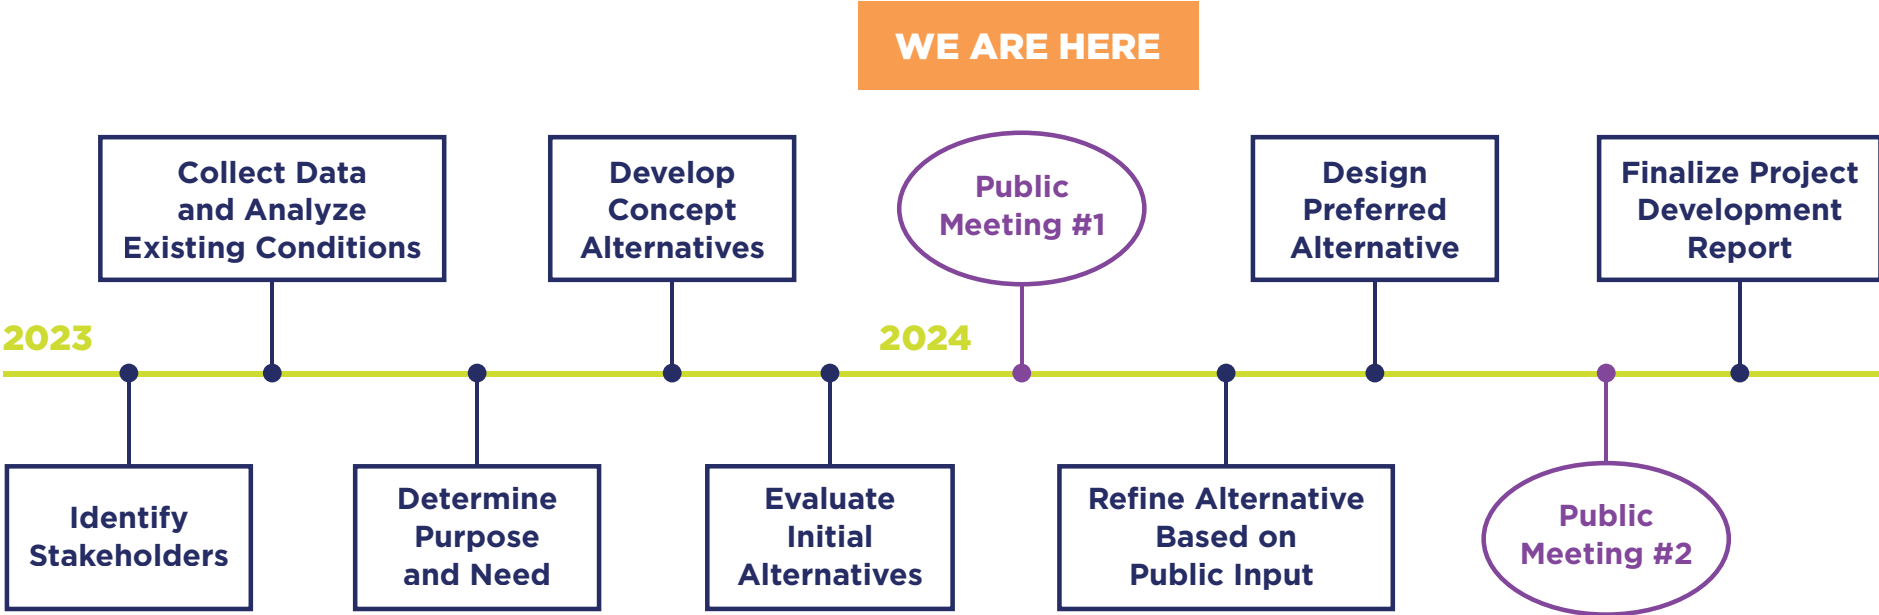 WE ARE HERE
Collect Data
and Analyze
Existing Conditions
Develop
Concept
Alternatives
Public
Meeting #1
Design
Preferred
Alternative
Finalize Project
Development
Report
2023
2024
Identify
Stakeholders
Determine
Purpose
and Need
Evaluate
Initial
Alternatives
Refine Alternative
Based on
Public Input
Public
Meeting #2